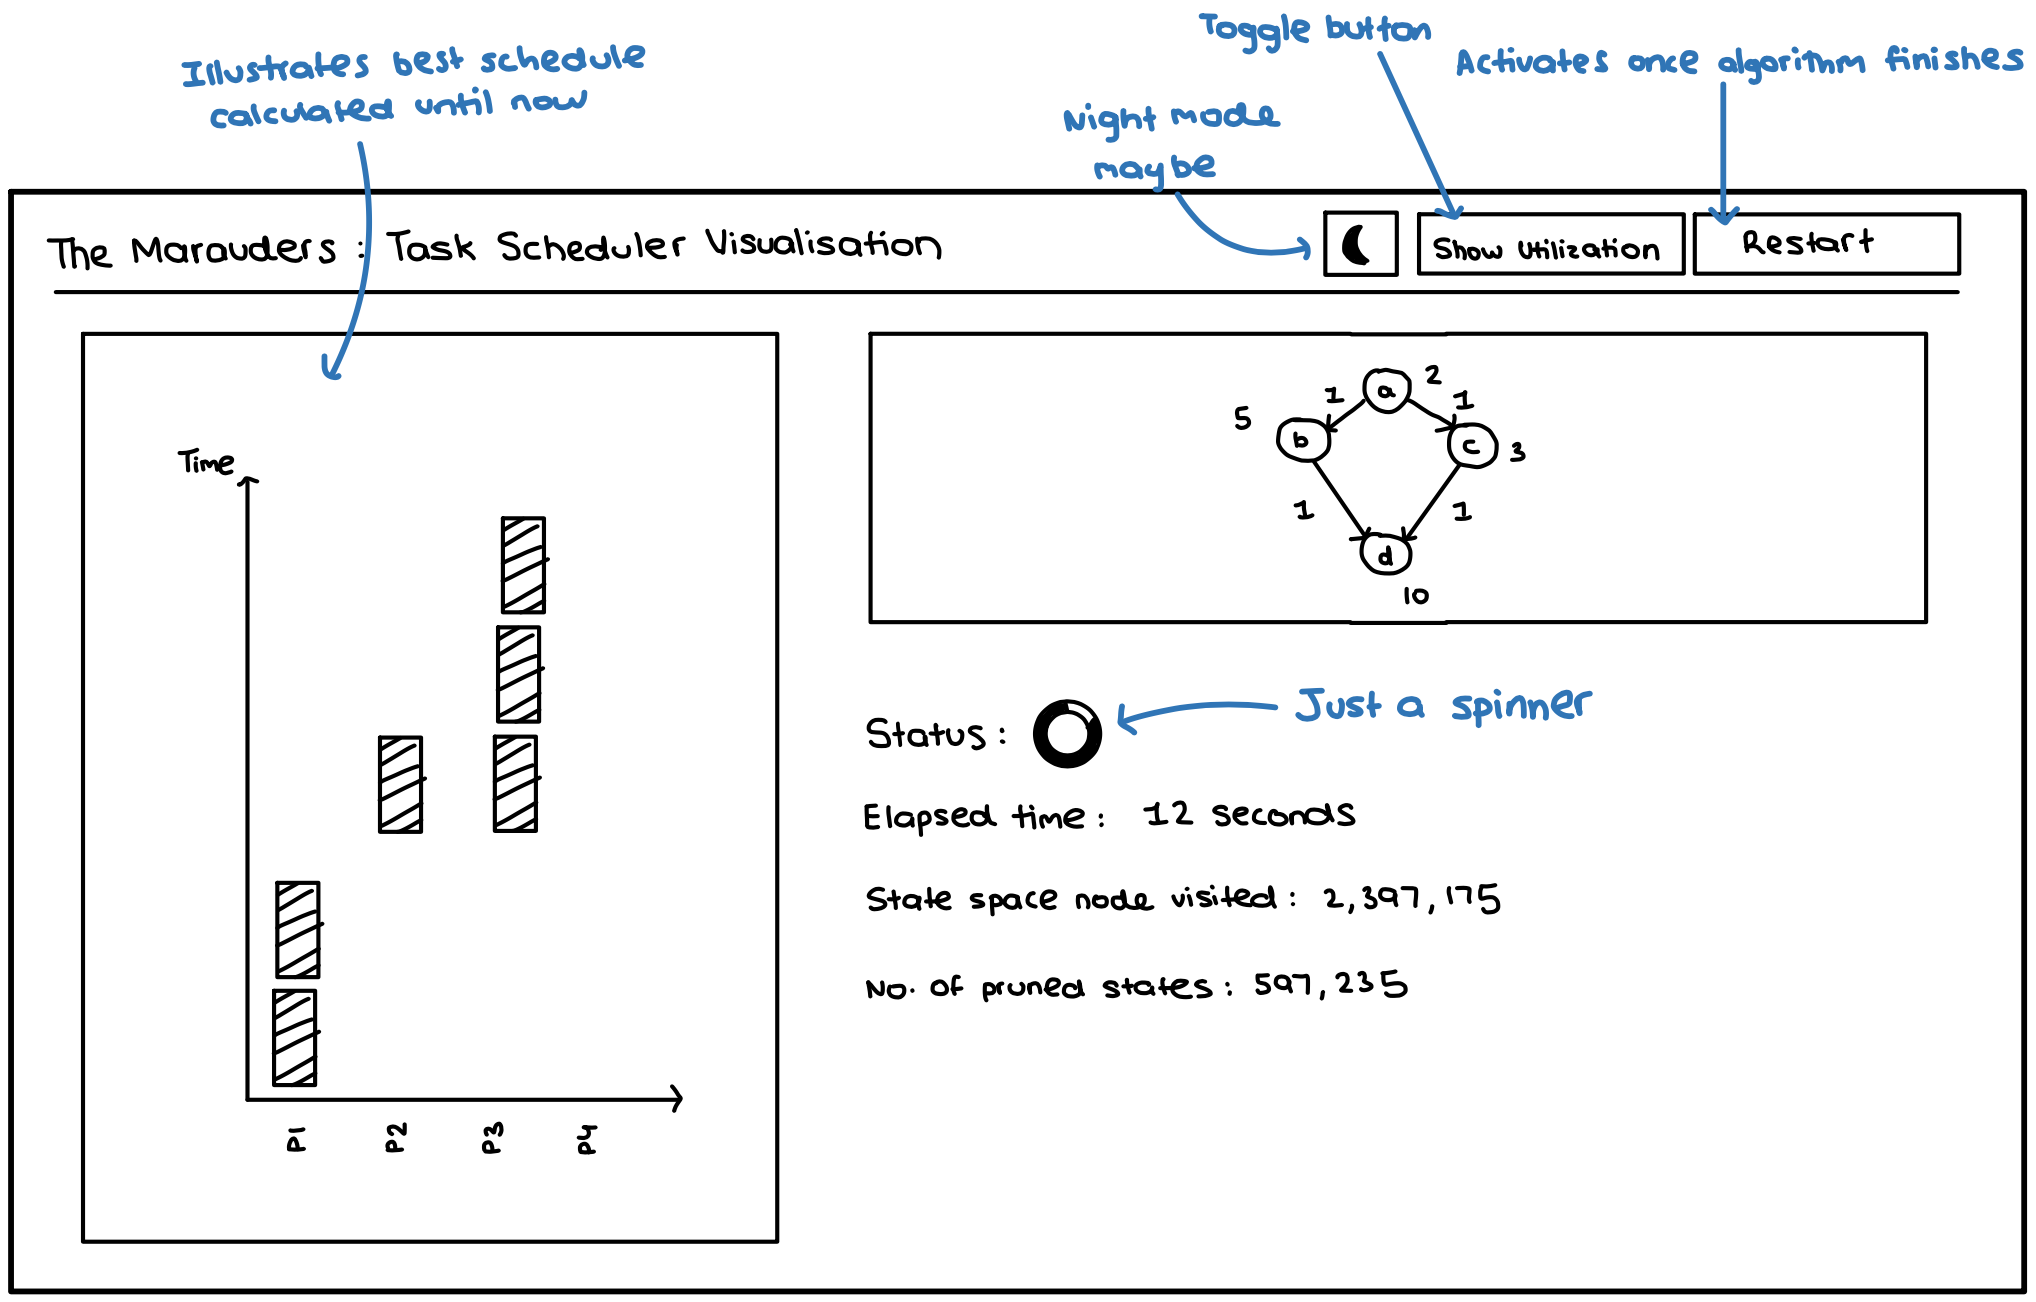 Illustrates best schedule
calculated until now
Toggle button
Activates once algorithm finishes
Night mode
maybe
The Marauders : Task Scheduler Visualisation
Show Utilization
Restart
Time
P1
P2
P3
P4
a
2
1
1
5
b
c
3
1
1
d
10
Status :
Just a spinner
Elapsed time : 12 seconds
State space node visited : 2,397,175
No. of pruned states : 597,235